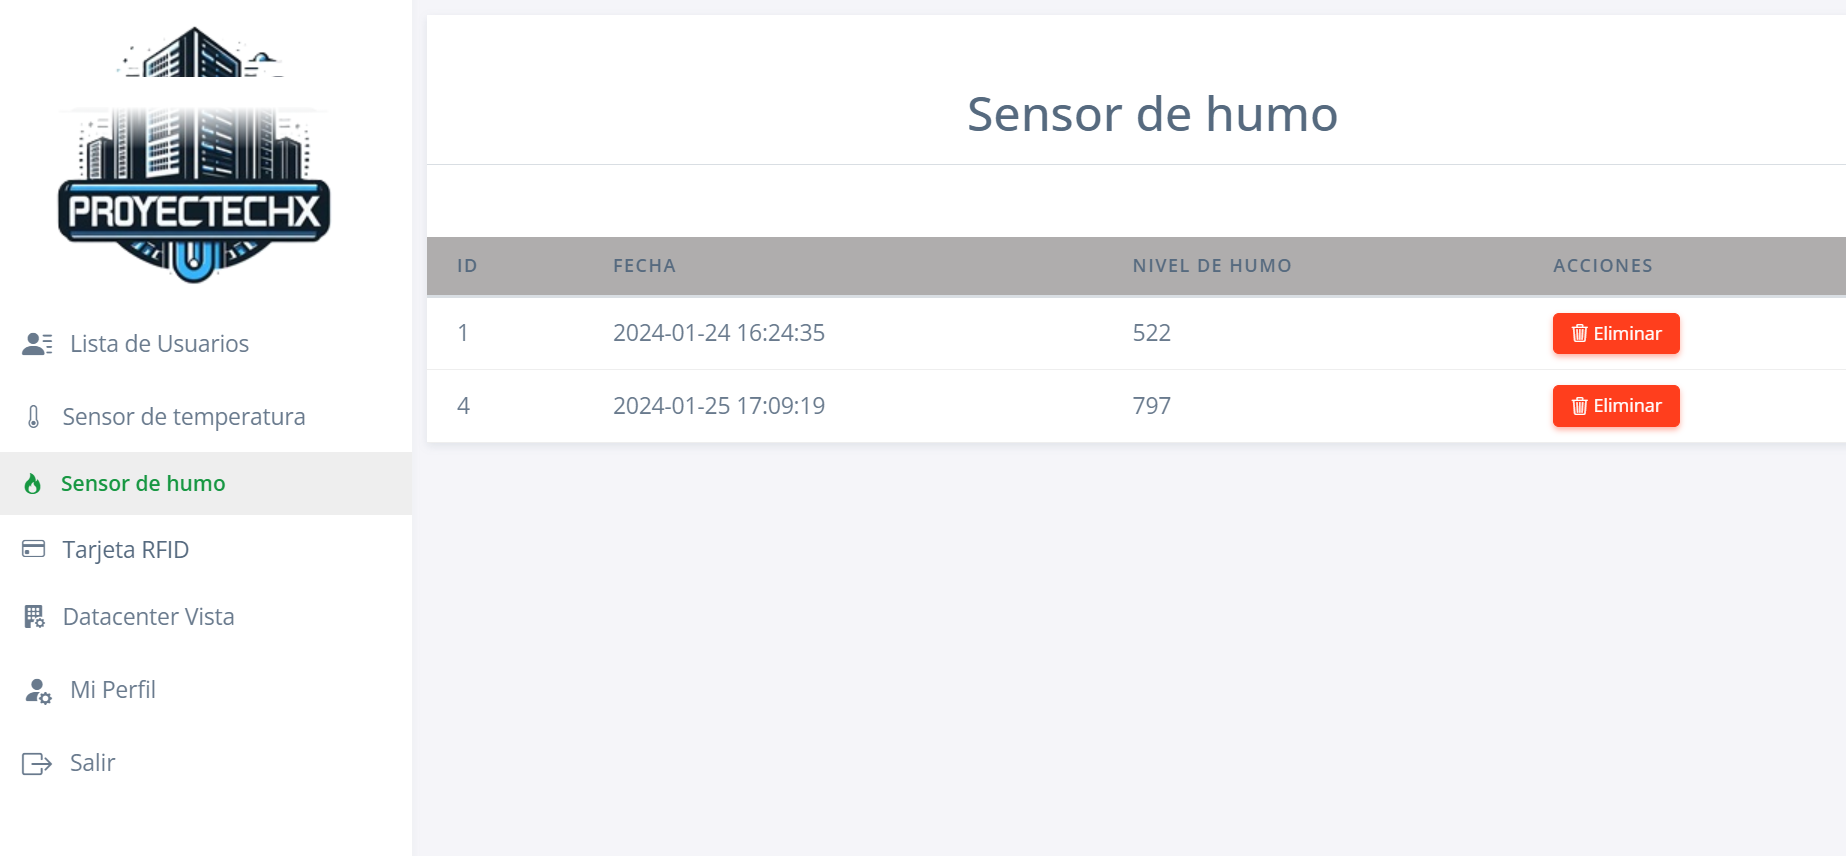 PROYECTECHX
Lista de Usuarios
Sensor de temperatura
Sensor de humo
Tarjeta RFID
Datacenter Vista
Mi Perfil
Salir
Sensor de humo
ID FECHA NIVEL DE HUMO ACCIONES
1 2024-01-24 16:24:35 522 Eliminar
4 2024-01-25 17:09:19 797 Eliminar